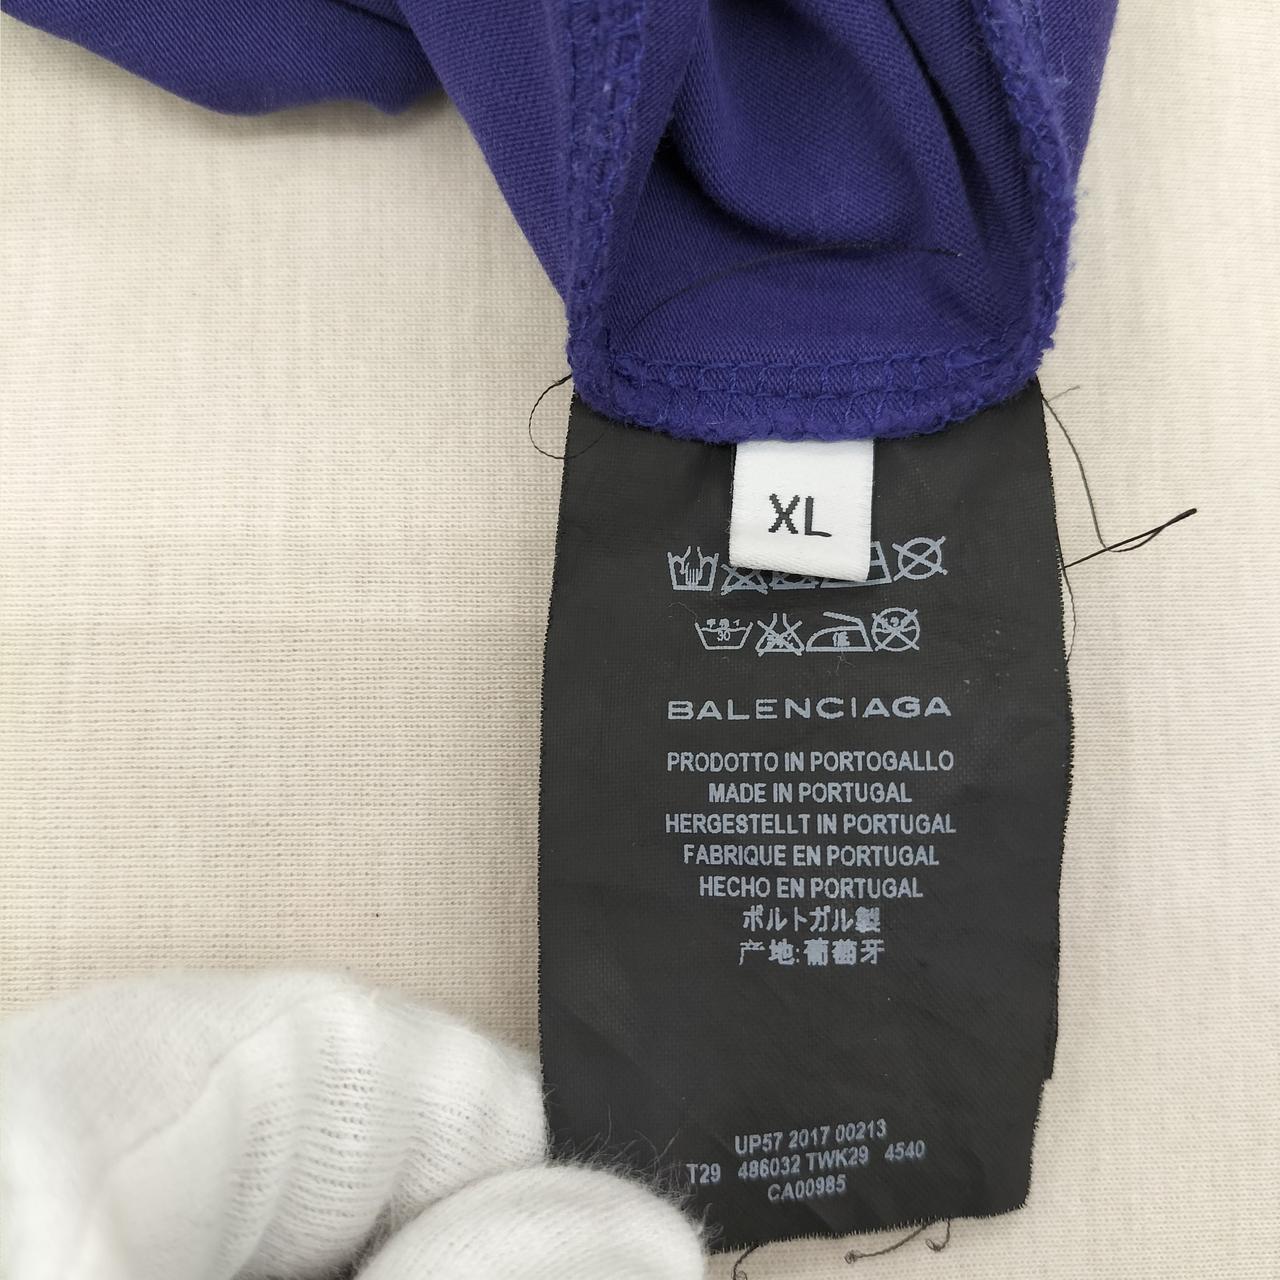 XL
30
BALENCIAGA
PRODOTTO IN PORTOGALLO
MADE IN PORTUGAL
HERGESTELLT IN PORTUGAL
FABRIQUE EN PORTUGAL
HECHO EN PORTUGAL
ポルトガル製
产地:葡萄牙
UP57 2017 00213
T29 486032 TWK29 4540
CA00985